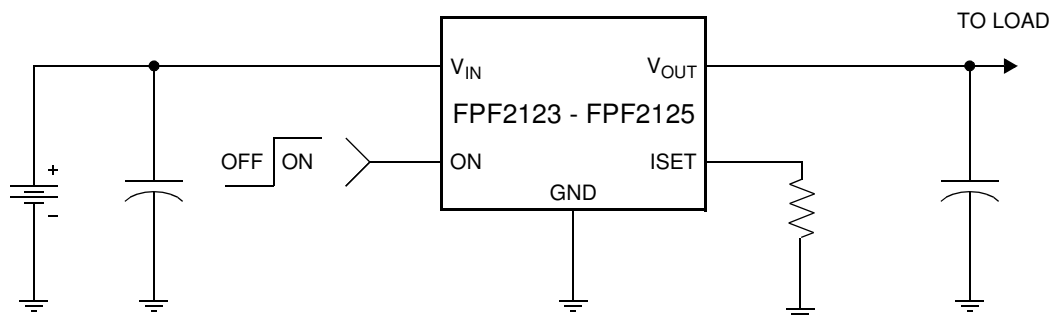 TO LOAD
VIN VOUT
FPF2123 - FPF2125
OFF ON ON ISET
+
GND
−